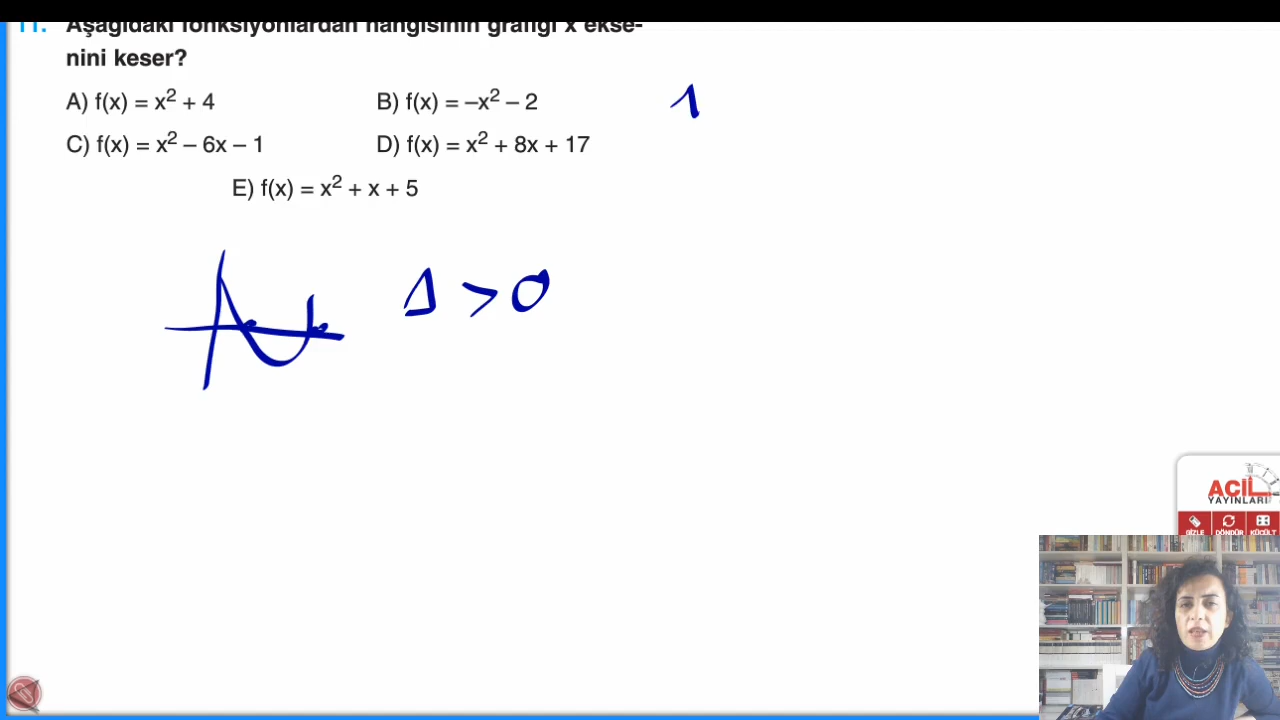 11. Aşağıdaki fonksiyonlardan hangisinin grafiği x ekse-
nini keser?
A) f(x) = x² + 4 B) f(x) = –x² – 2
C) f(x) = x² – 6x – 1 D) f(x) = x² + 8x + 17
E) f(x) = x² + x + 5
Δ > 0
ACİL
YAYINLARI
GİZLE DÖNDÜR KÜÇÜLT